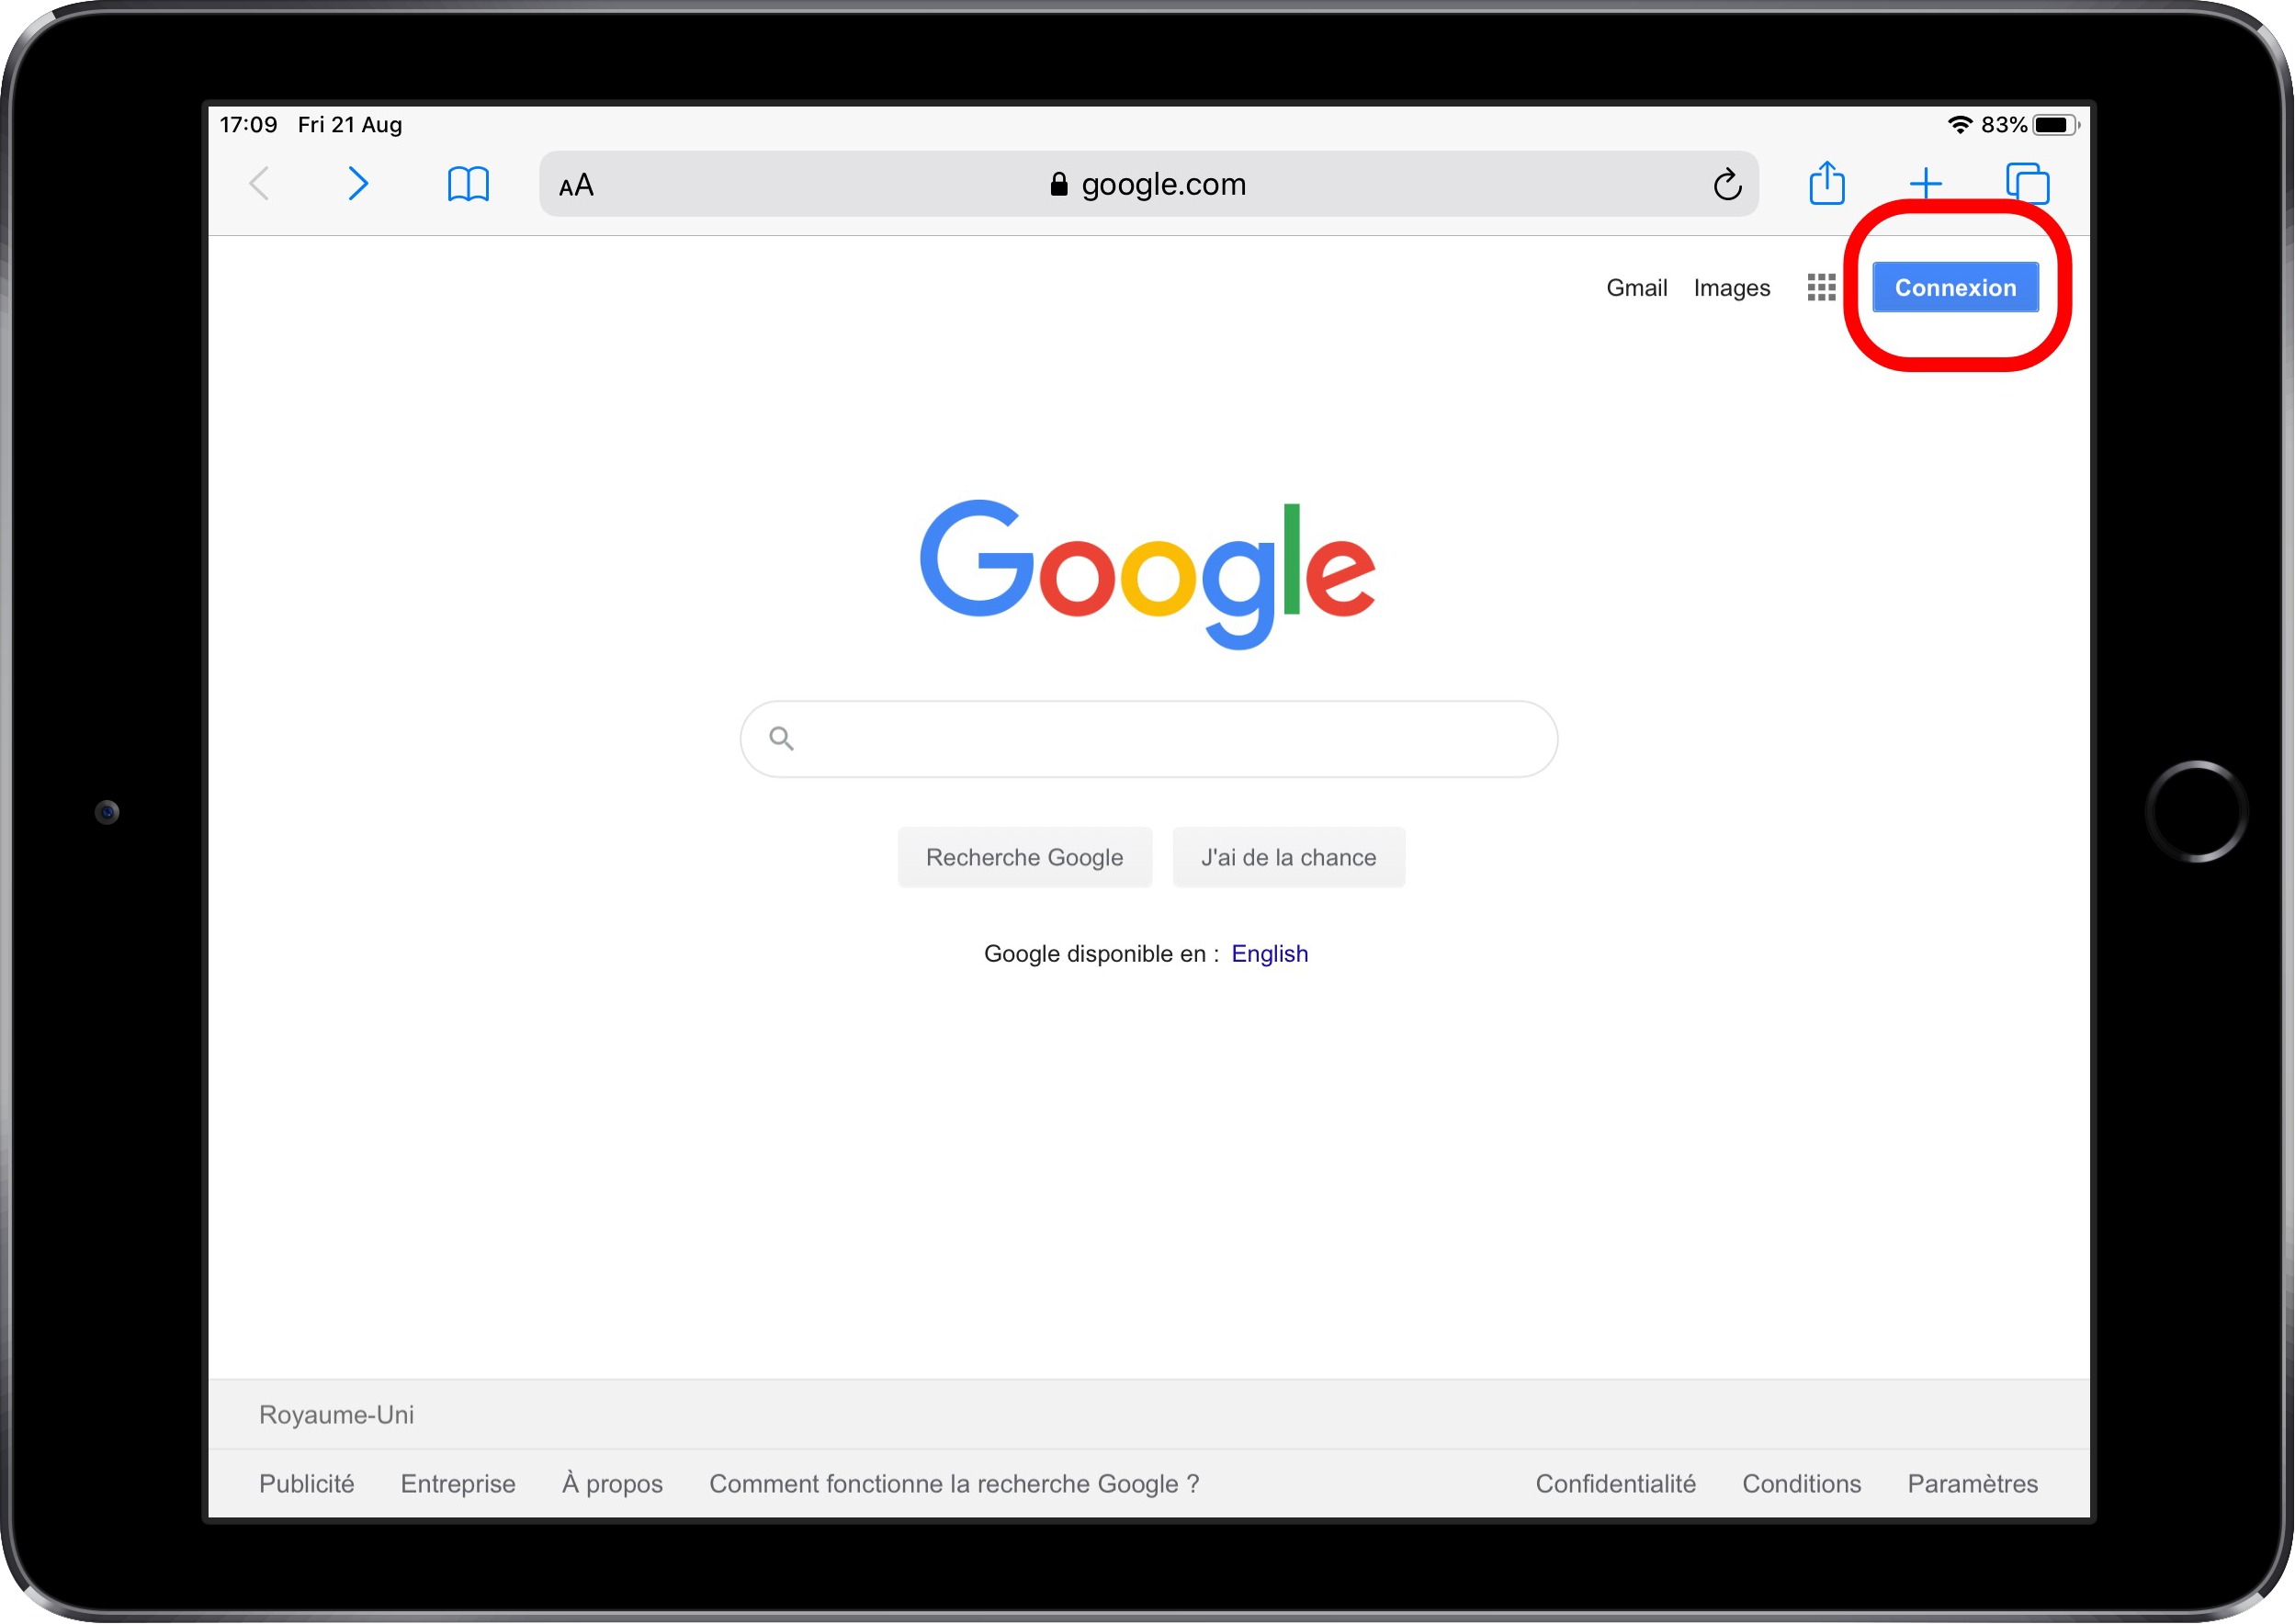 17:09 Fri 21 Aug 83%
AA google.com
Gmail Images Connexion
Google
Recherche Google J'ai de la chance
Google disponible en : English
Royaume-Uni
Publicité Entreprise À propos Comment fonctionne la recherche Google ? Confidentialité Conditions Paramètres